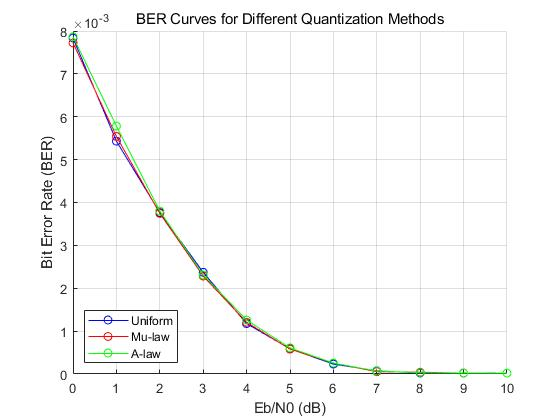 BER Curves for Different Quantization Methods
×10⁻³
8
7
6
5
4
3
2
1
0
Bit Error Rate (BER)
Uniform
Mu-law
A-law
0 1 2 3 4 5 6 7 8 9 10
Eb/N0 (dB)